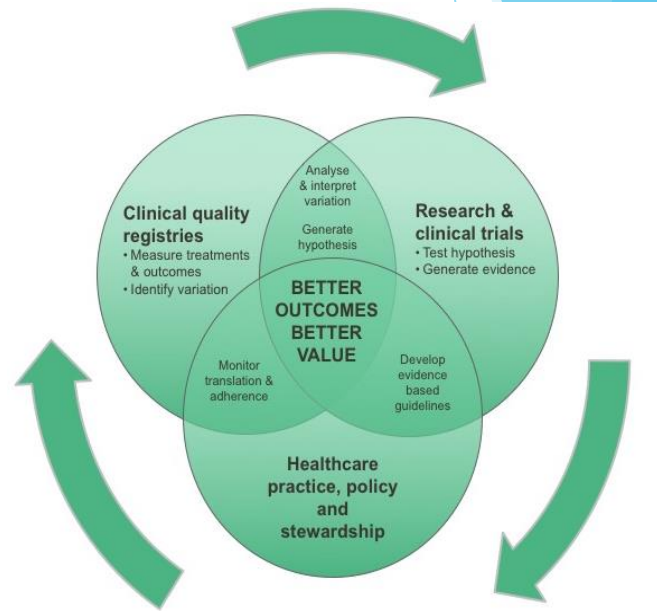 Analyse
& interpret
variation
Generate
hypothesis
Clinical quality
registries
• Measure treatments
& outcomes
• Identify variation
Research &
clinical trials
• Test hypothesis
• Generate evidence
BETTER
OUTCOMES
BETTER
VALUE
Monitor
translation &
adherence
Develop
evidence
based
guidelines
Healthcare
practice, policy
and
stewardship